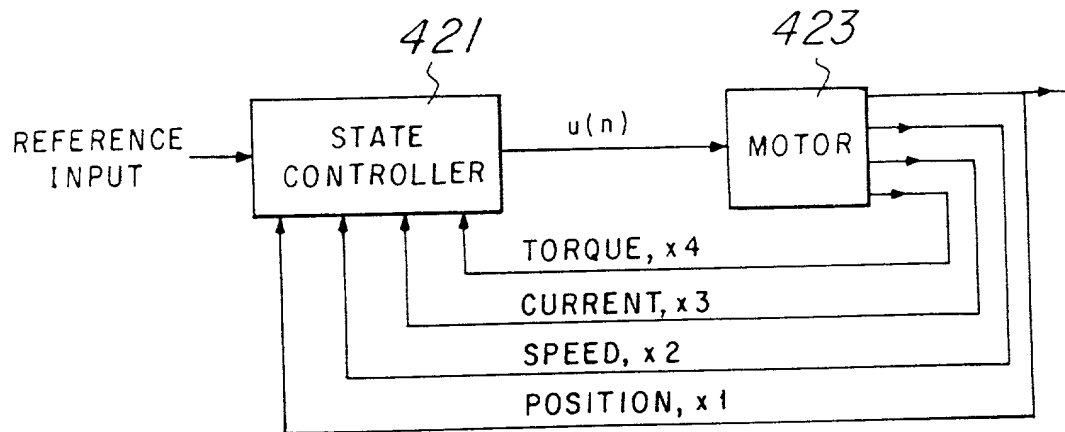 421
423
REFERENCE
INPUT
STATE
CONTROLLER
u(n)
MOTOR
TORQUE, x4
CURRENT, x3
SPEED, x2
POSITION, x1